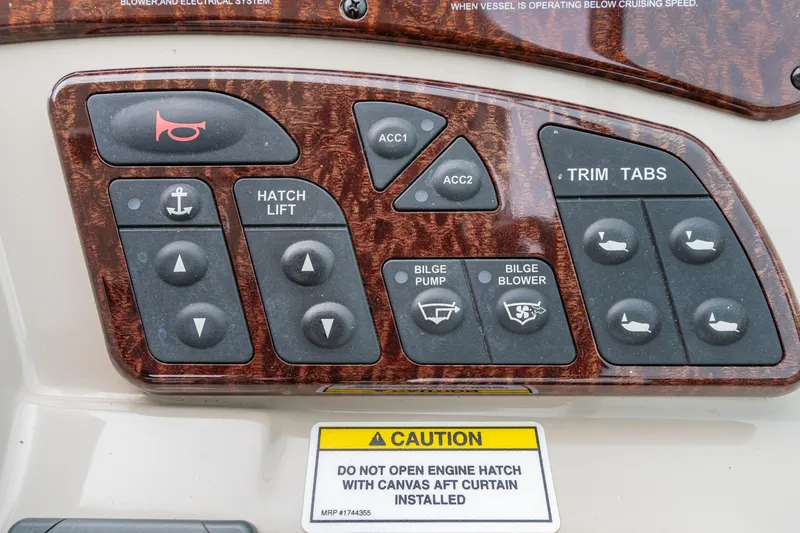 BLOWER,AND ELECTRICAL SYSTEM.
WHEN VESSEL IS OPERATING BELOW CRUISING SPEED.
ACC1
ACC2
TRIM TABS
HATCH
LIFT
BILGE
PUMP
BILGE
BLOWER
CAUTION
DO NOT OPEN ENGINE HATCH
WITH CANVAS AFT CURTAIN
INSTALLED
MRP #1744355